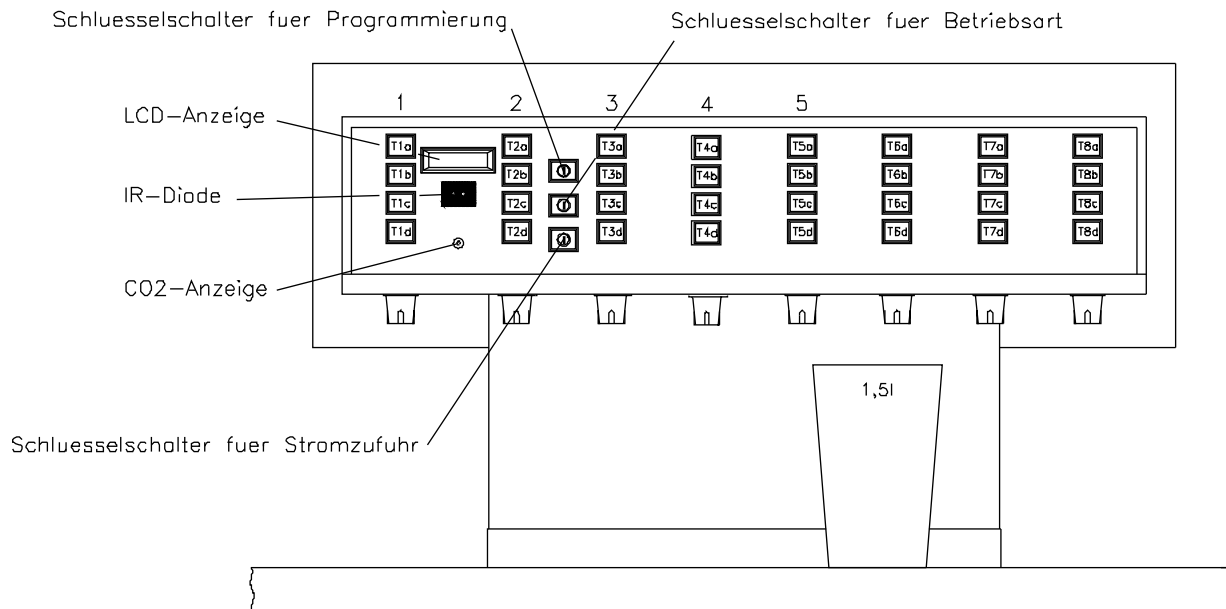 Schluesselschalter fuer Programmierung
Schluesselschalter fuer Betriebsart
LCD-Anzeige
1 2 3 4 5
T1a T2a T3a T4a T5a T6a T7a T8a
T1b T2b T3b T4b T5b T6b T7b T8b
IR-Diode
T1c T2c T3c T4c T5c T6c T7c T8c
T1d T2d T3d T4d T5d T6d T7d T8d
CO2-Anzeige
1,5l
Schluesselschalter fuer Stromzufuhr